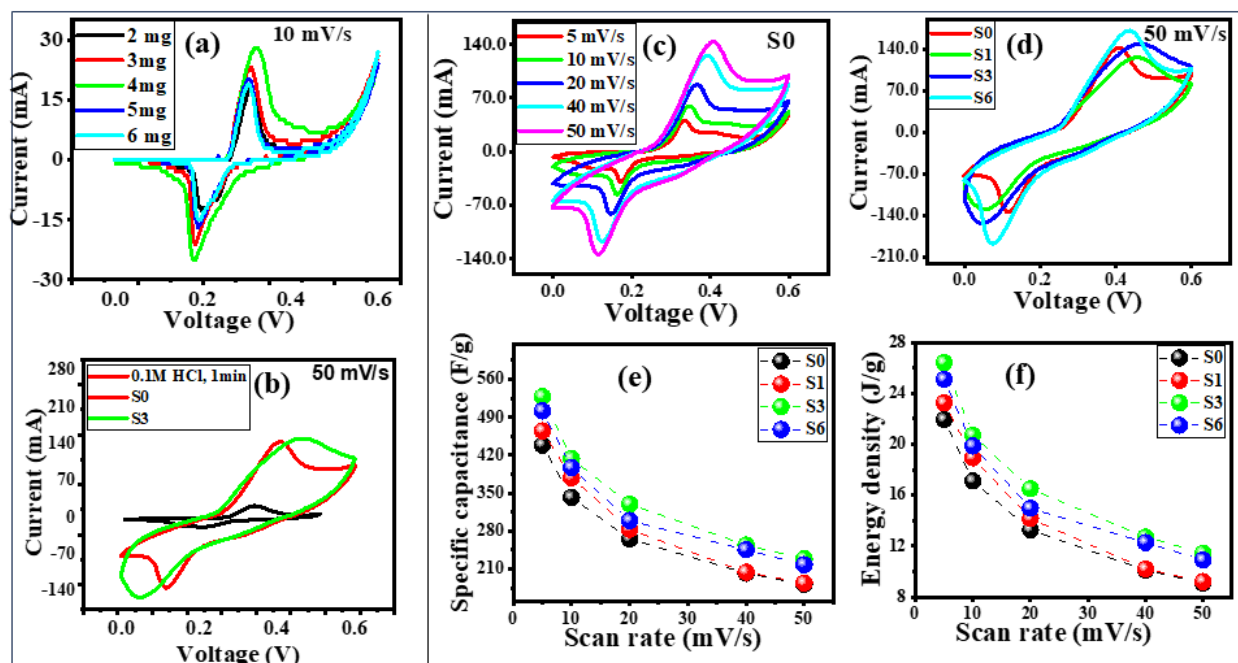 (a)
10 mV/s
2 mg
3mg
4mg
5mg
6 mg
30
15
0
-15
-30
0.0
0.2
0.4
0.6
Current (mA)
Voltage (V)
(b)
50 mV/s
0.1M HCl, 1min
S0
S3
280
210
140
70
0
-70
-140
0.0
0.2
0.4
0.6
Current (mA)
Voltage (V)
(c)
S0
5 mV/s
10 mV/s
20 mV/s
40 mV/s
50 mV/s
140.0
70.0
0.0
-70.0
-140.0
0.0
0.2
0.4
0.6
Current (mA)
Voltage (V)
(d)
50 mV/s
S0
S1
S3
S6
140.0
70.0
0.0
-70.0
-140.0
-210.0
0.0
0.2
0.4
0.6
Current (mA)
Voltage (V)
(e)
S0
S1
S3
S6
560
490
420
350
280
210
10
20
30
40
50
Specific capacitance (F/g)
Scan rate (mV/s)
(f)
S0
S1
S3
S6
28
24
20
16
12
8
10
20
30
40
50
Energy density (J/g)
Scan rate (mV/s)